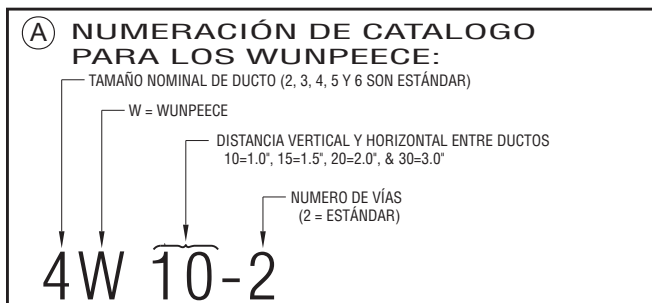 A NUMERACIÓN DE CATALOGO
PARA LOS WUNPEECE:
TAMAÑO NOMINAL DE DUCTO (2, 3, 4, 5 Y 6 SON ESTÁNDAR)
W = WUNPEECE
DISTANCIA VERTICAL Y HORIZONTAL ENTRE DUCTOS
10=1.0", 15=1.5", 20=2.0", & 30=3.0"
NUMERO DE VÍAS
(2 = ESTÁNDAR)
4W 10-2